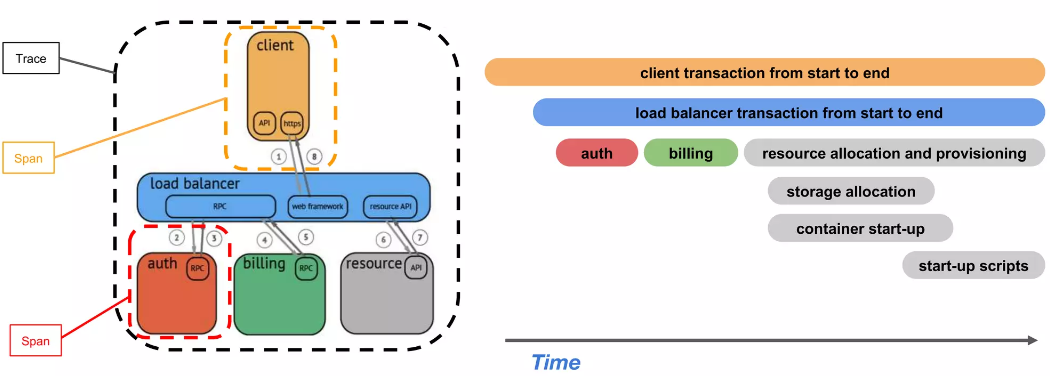 Trace
Span
Span
client
API
https
1
8
load balancer
RPC
web framework
resource API
2
3
4
5
6
7
auth
RPC
billing
RPC
resource
API
client transaction from start to end
load balancer transaction from start to end
auth
billing
resource allocation and provisioning
storage allocation
container start-up
start-up scripts
Time